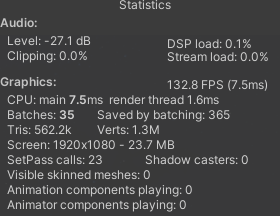 Statistics
Audio:
Level: -27.1 dB DSP load: 0.1%
Clipping: 0.0% Stream load: 0.0%
Graphics: 132.8 FPS (7.5ms)
CPU: main 7.5ms render thread 1.6ms
Batches: 35 Saved by batching: 365
Tris: 562.2k Verts: 1.3M
Screen: 1920x1080 - 23.7 MB
SetPass calls: 23 Shadow casters: 0
Visible skinned meshes: 0
Animation components playing: 0
Animator components playing: 0